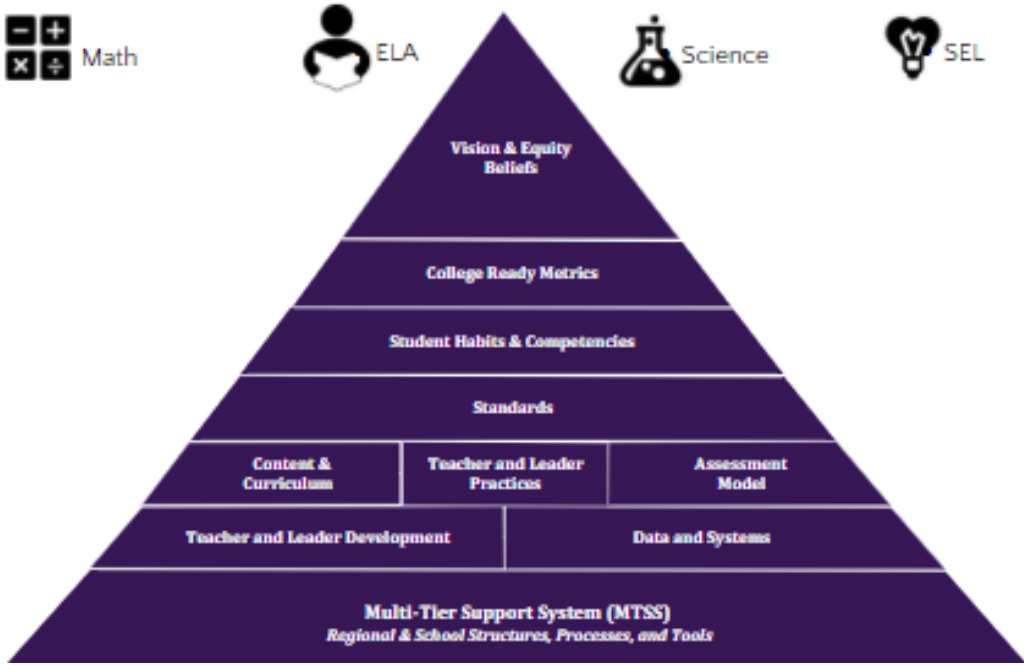 Math
ELA
Science
SEL
Vision & Equity
Beliefs
College Ready Metrics
Student Habits & Competencies
Standards
Content &
Curriculum
Teacher and Leader
Practices
Assessment
Model
Teacher and Leader Development
Data and Systems
Multi-Tier Support System (MTSS)
Regional & School Structures, Processes, and Tools